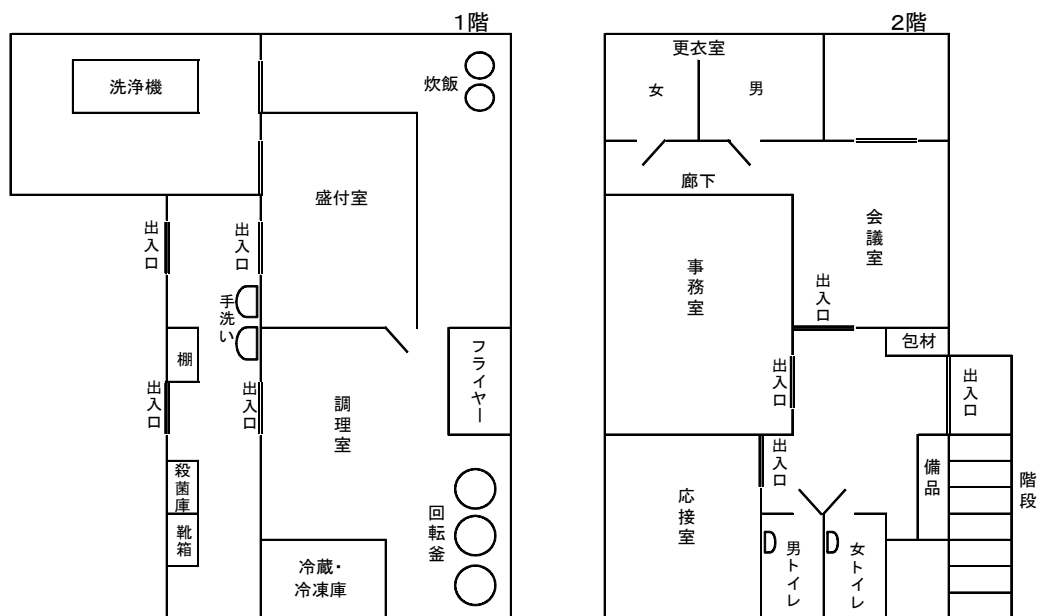 1階
洗浄機
炊飯
盛付室
出入口
出入口
手洗い
棚
フライヤー
出入口
出入口
調理室
殺菌庫
靴箱
回転釜
冷蔵・
冷凍庫
2階
更衣室
女
男
廊下
会議室
事務室
出入口
包材
出入口
出入口
出入口
備品
階段
応接室
男トイレ
女トイレ